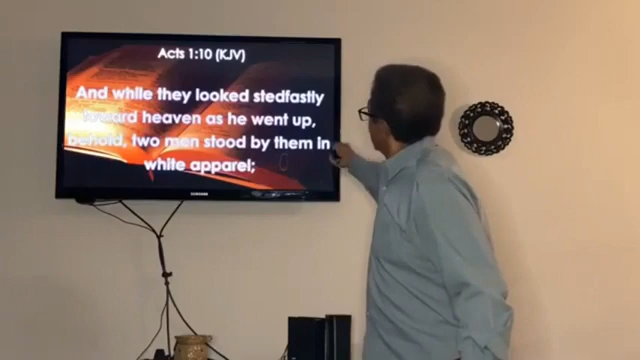 Acts 1:10 (KJV)
And while they looked stedfastly
toward heaven as he went up,
behold, two men stood by them in
white apparel;
SAMSUNG